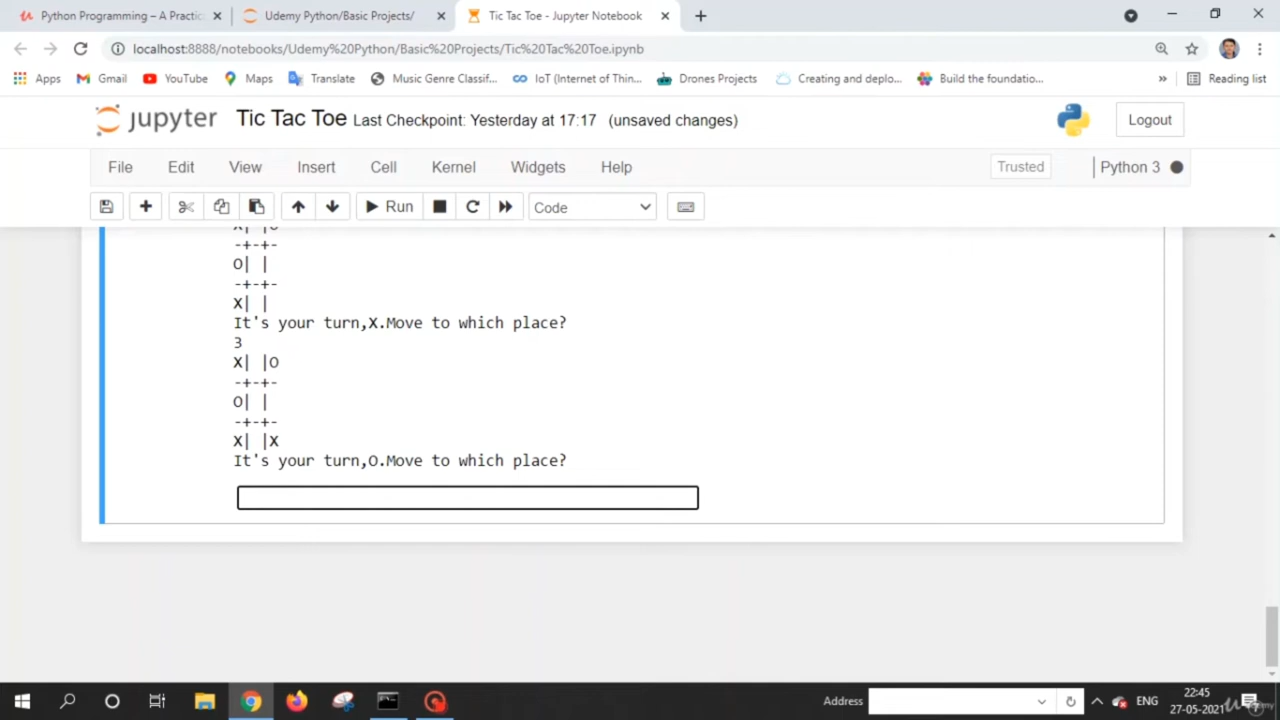 Python Programming – A Practic
Udemy Python/Basic Projects/
Tic Tac Toe - Jupyter Notebook
localhost:8888/notebooks/Udemy%20Python/Basic%20Projects/Tic%20Tac%20Toe.ipynb
Apps Gmail YouTube Maps Translate Music Genre Classif... IoT (Internet of Thin... Drones Projects Creating and deplo... Build the foundatio... » Reading list
jupyter Tic Tac Toe Last Checkpoint: Yesterday at 17:17 (unsaved changes) Logout
File Edit View Insert Cell Kernel Widgets Help Trusted Python 3
Run Code
X| |O
-+-+-
O| |
-+-+-
X| |
It's your turn,X.Move to which place?
3
X| |O
-+-+-
O| |
-+-+-
X| |X
It's your turn,O.Move to which place?
Address ENG 22:45
27-05-2021